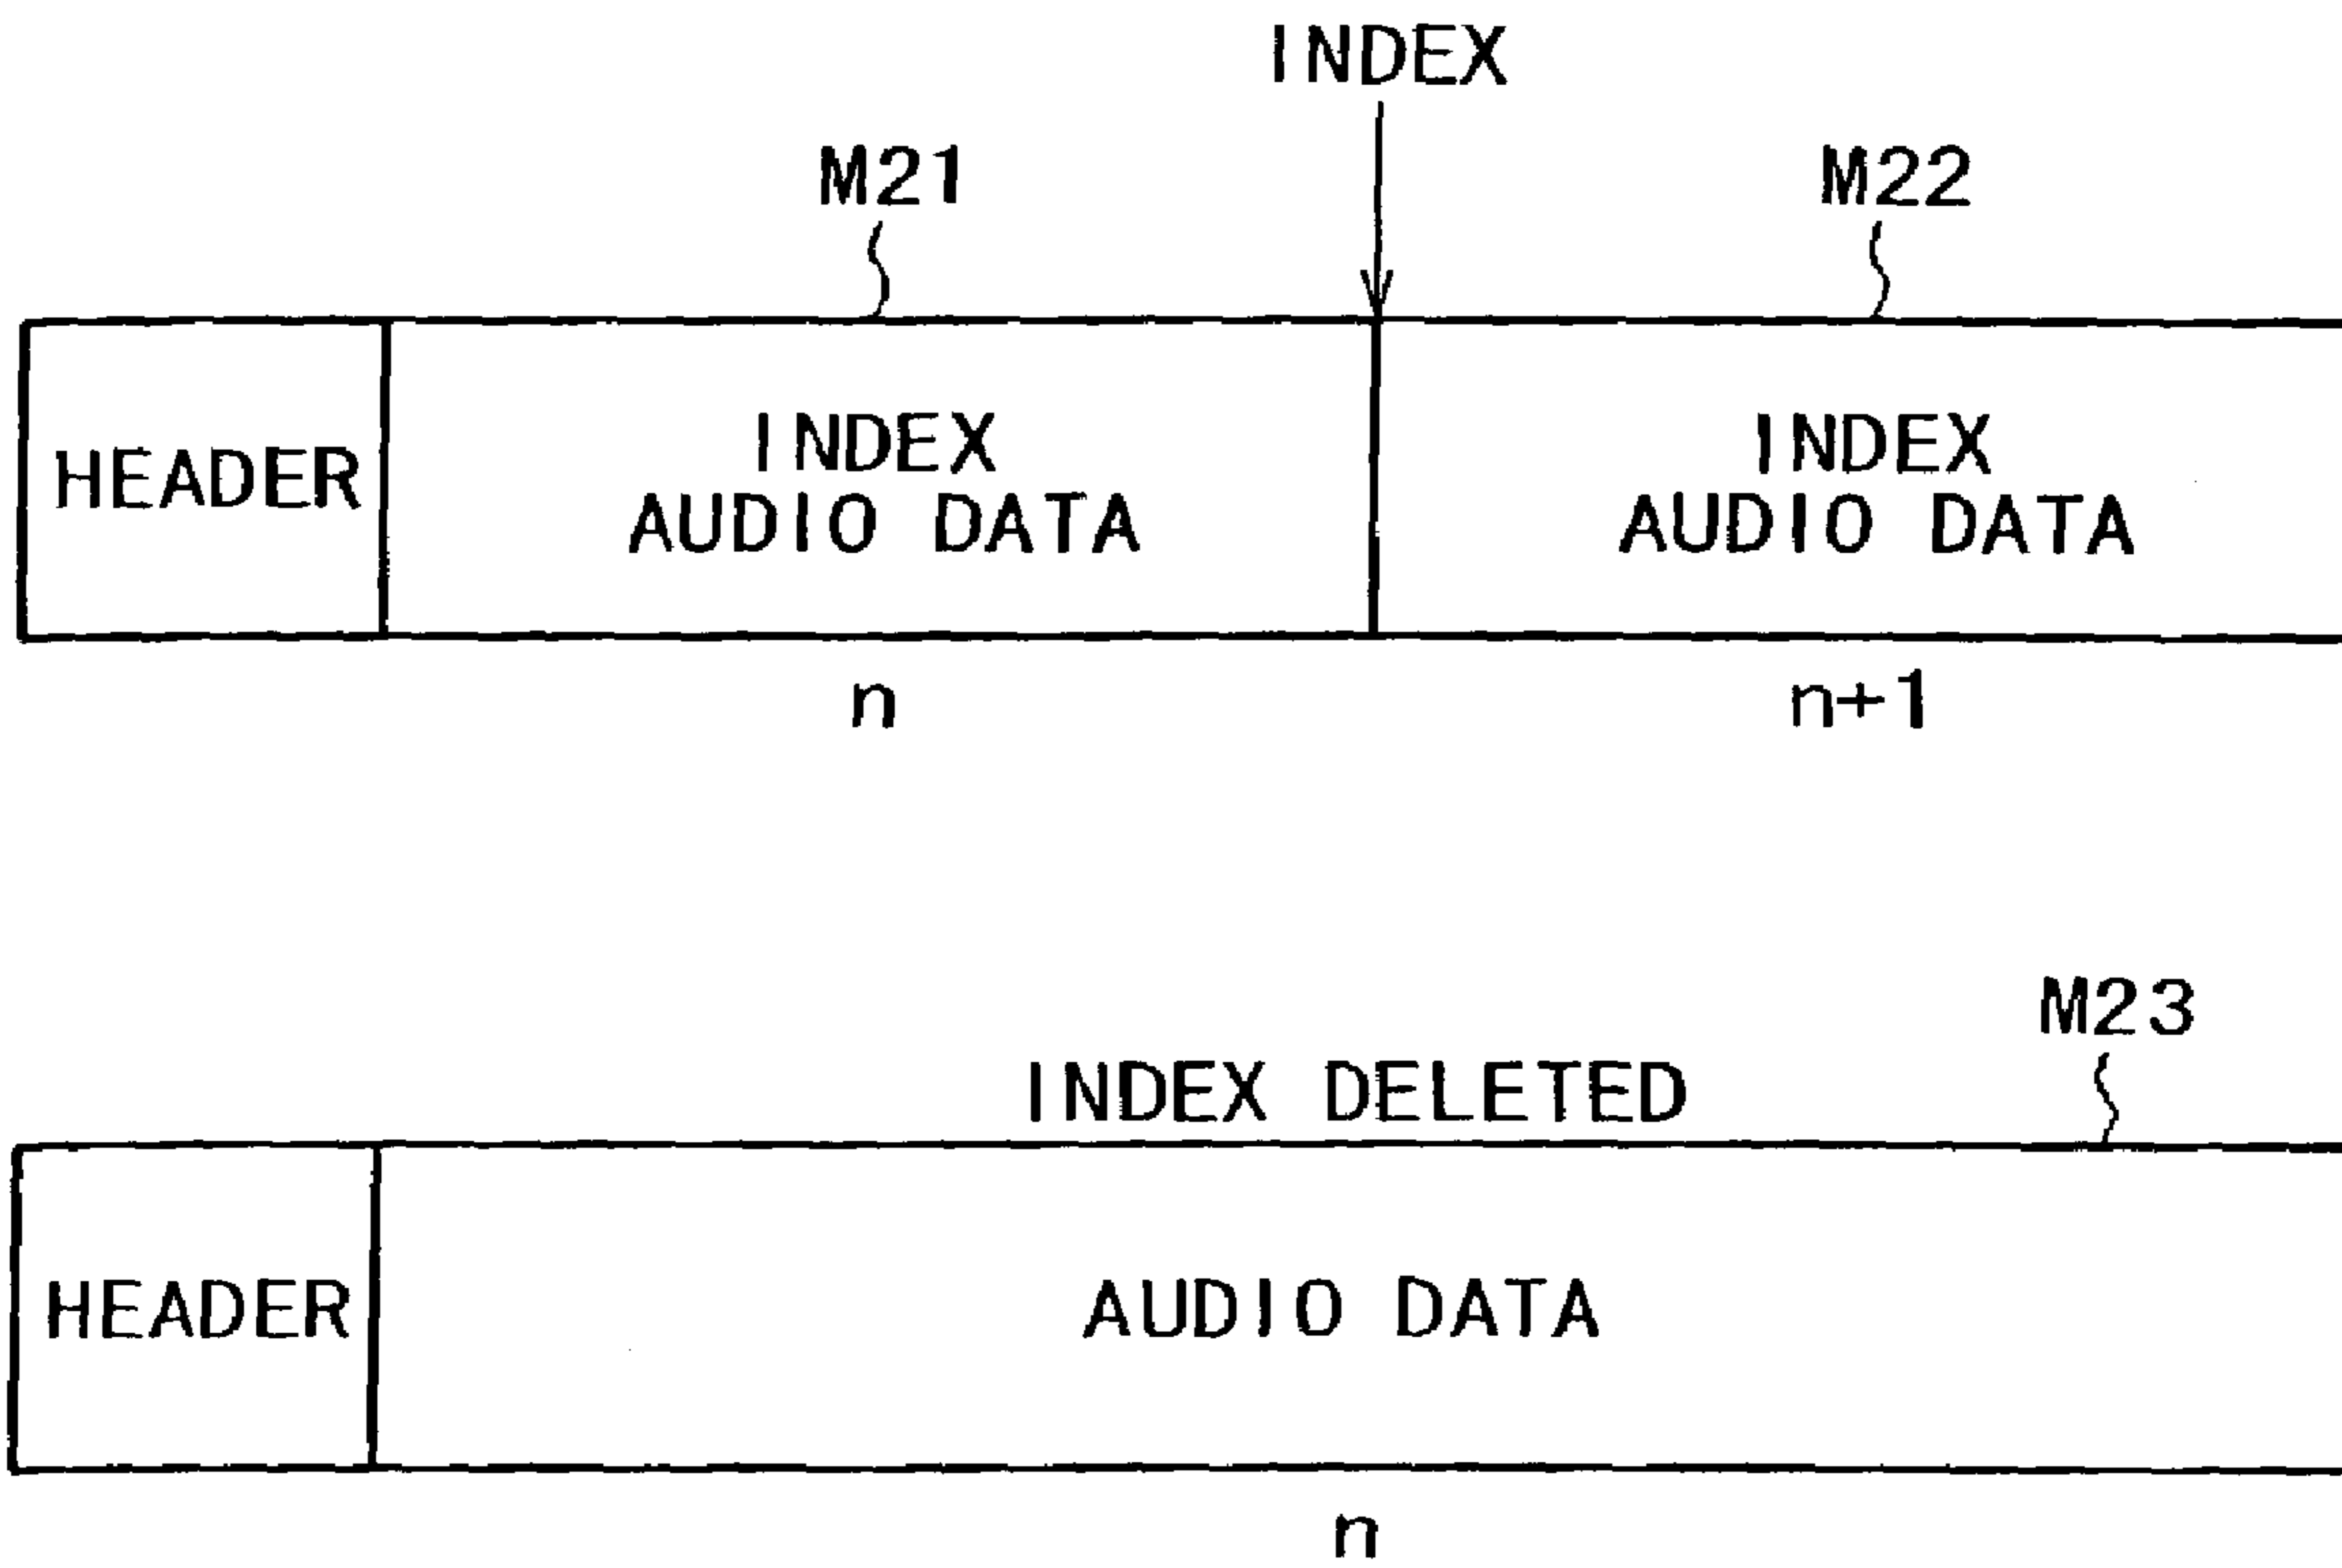 INDEX
M21
M22
HEADER
INDEX
AUDIO DATA
INDEX
AUDIO DATA
n
n+1
M23
INDEX DELETED
HEADER
AUDIO DATA
n